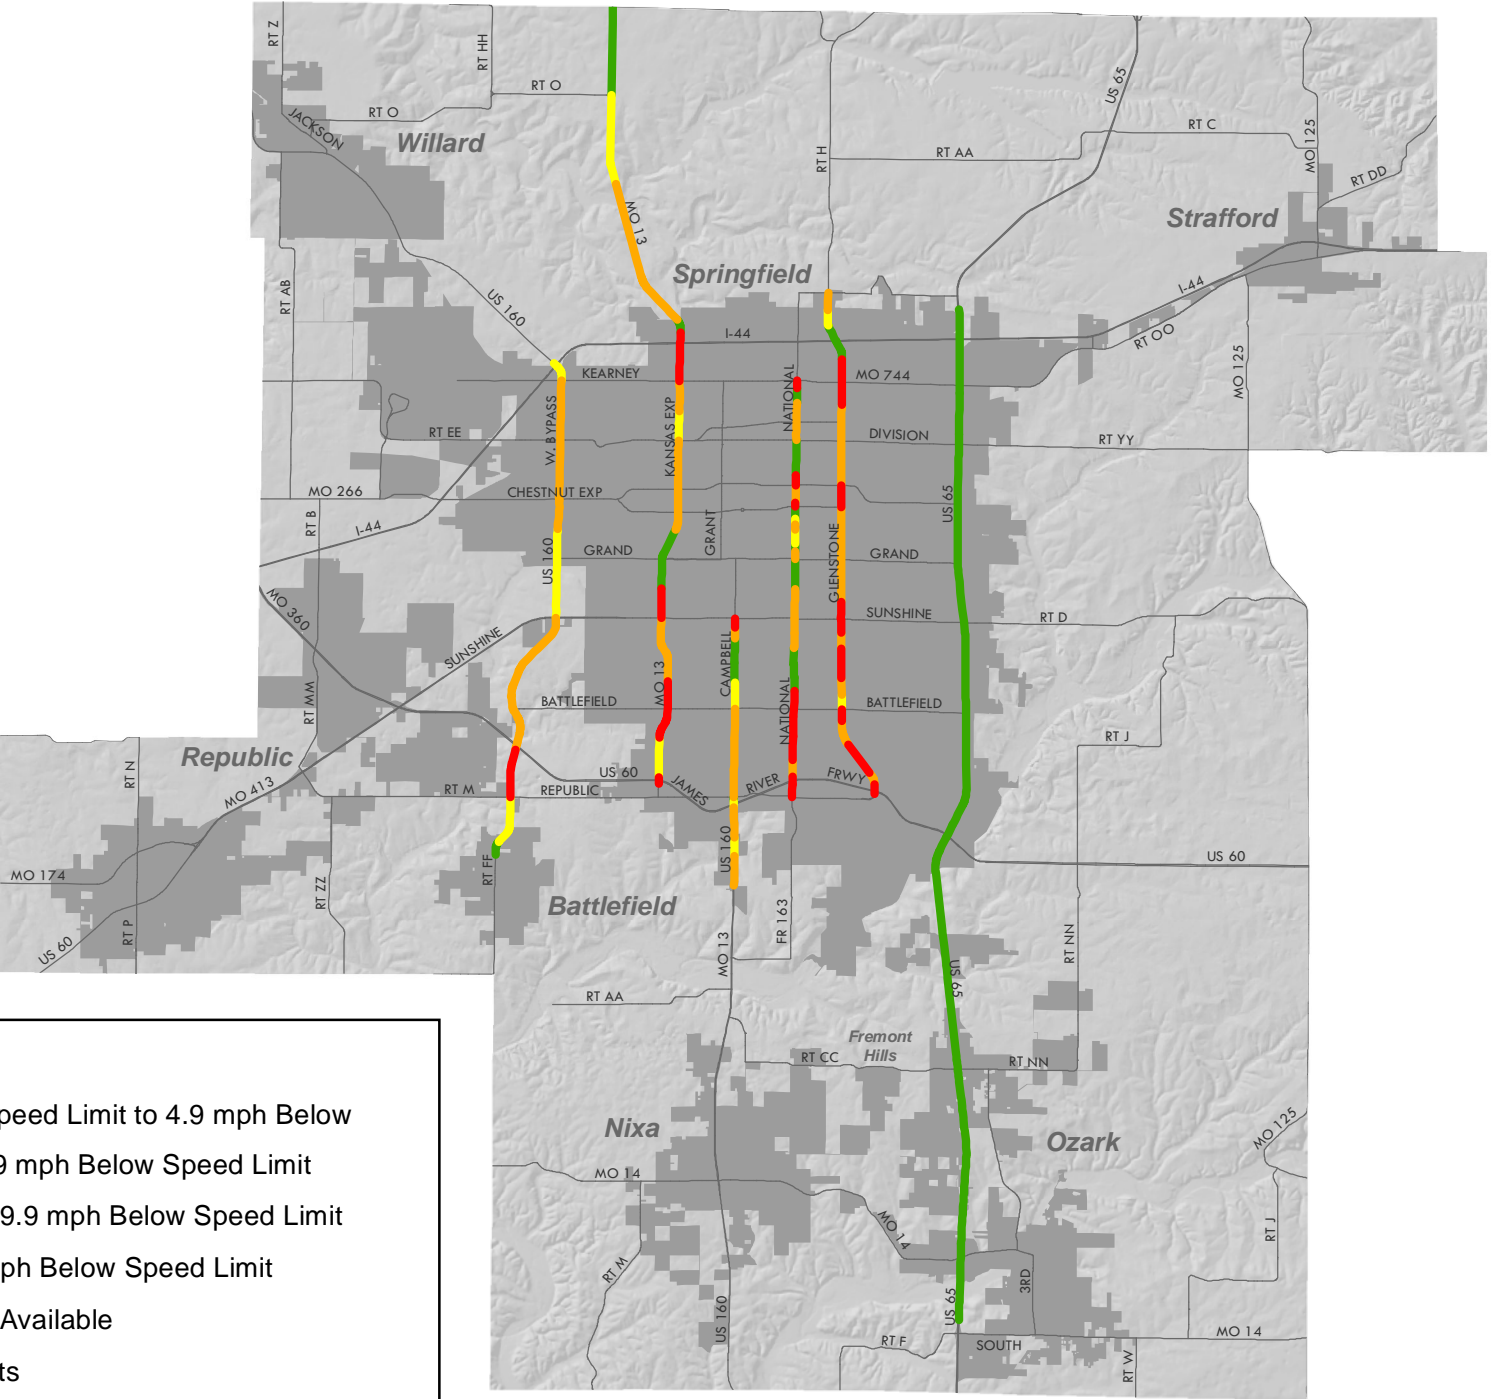 RT Z
RT HH
RT O
RT O
JACKSON
Willard
MO 13
RT H
RT AA
US 65
RT C
MO 125
RT DD
Strafford
Springfield
RT AB
US 160
I-44
I-44
RT OO
MO 125
KEARNEY
MO 744
NATIONAL
W. BYPASS
KANSAS EXP
RT EE
DIVISION
RT YY
MO 266
CHESTNUT EXP
US 65
RT B
I-44
GRANT
US 160
GRAND
GLENSTONE
GRAND
MO 360
SUNSHINE
SUNSHINE
RT D
CAMPBELL
MO 13
RT MM
BATTLEFIELD
NATIONAL
BATTLEFIELD
RT J
Republic
RT N
MO 413
US 60
JAMES
RIVER
FRWY
RT M
REPUBLIC
US 160
US 60
MO 174
RT FF
RT ZZ
Battlefield
FR 163
RT P
US 60
MO 13
RT NN
US 65
RT AA
Fremont
Hills
RT CC
RT NN
Nixa
Ozark
MO 125
MO 14
MO 14
RT J
RT M
3RD
US 160
US 65
RT F
SOUTH
MO 14
RT W
peed Limit to 4.9 mph Below
9 mph Below Speed Limit
9.9 mph Below Speed Limit
ph Below Speed Limit
Available
ts